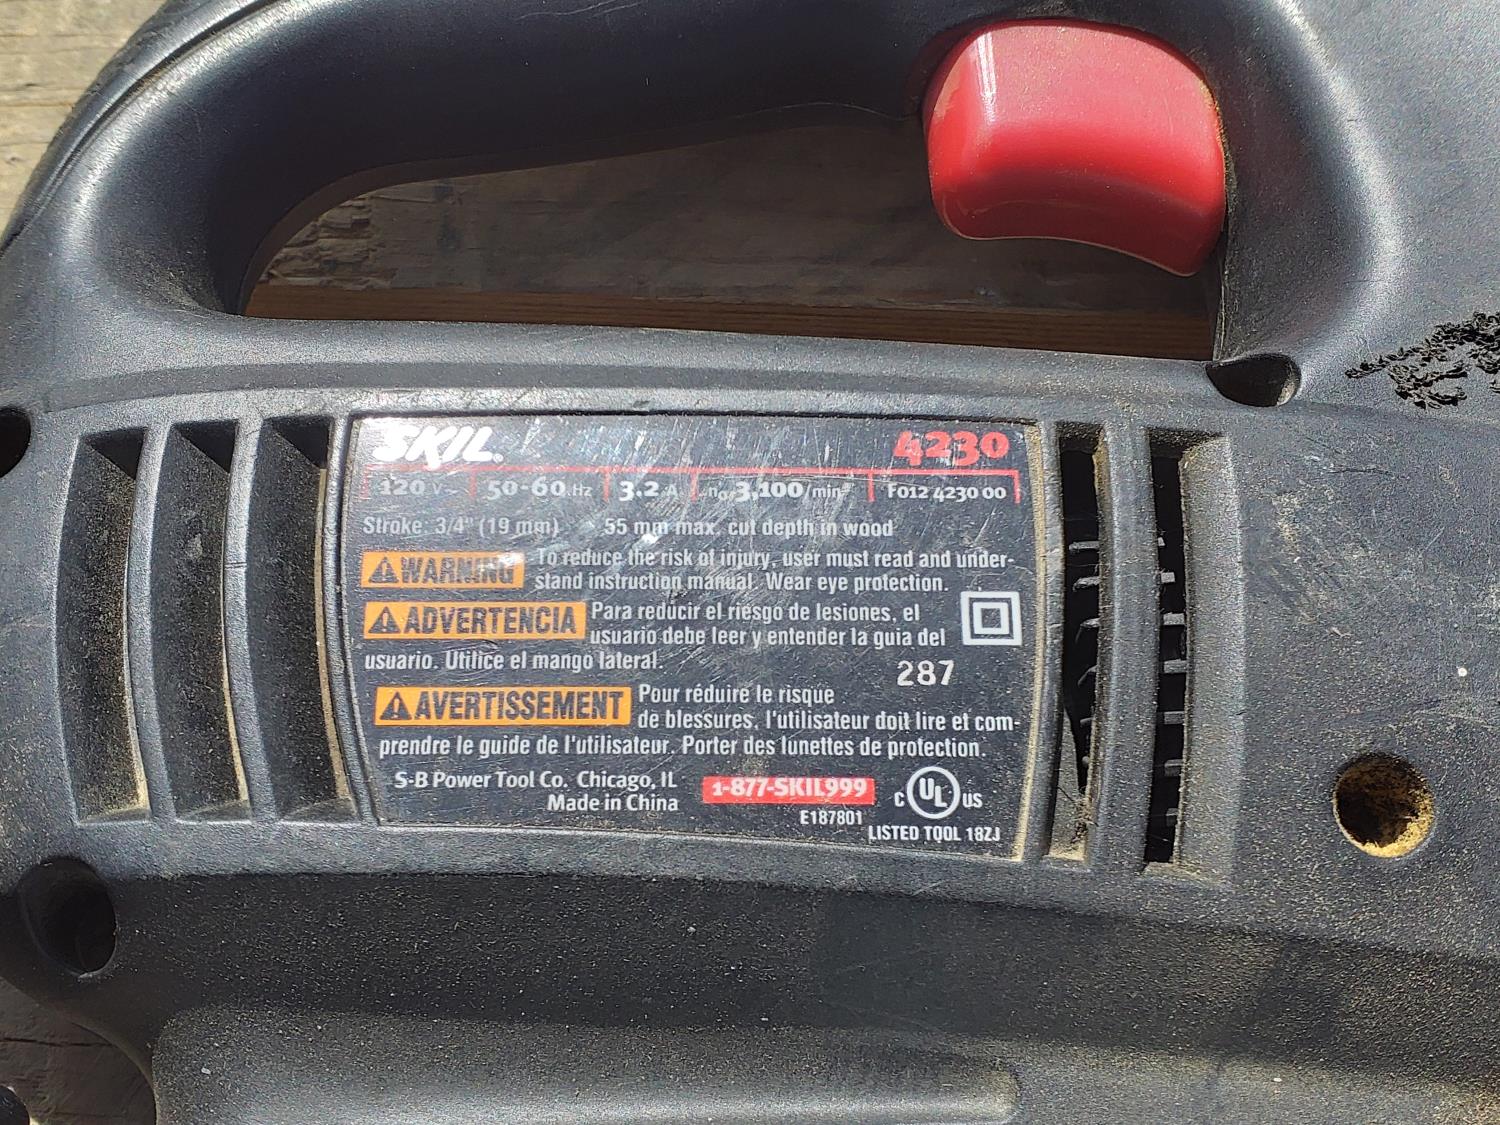 SKIL. 4230
120 V~ 50-60 Hz 3.2 A n₀ 3,100/min F012 4230 00
Stroke: 3/4" (19 mm) 55 mm max. cut depth in wood
WARNING To reduce the risk of injury, user must read and under-
stand instruction manual. Wear eye protection.
ADVERTENCIA Para reducir el riesgo de lesiones, el
usuario debe leer y entender la guia del
usuario. Utilice el mango lateral.
287
AVERTISSEMENT Pour réduire le risque
de blessures, l'utilisateur doit lire et com-
prendre le guide de l'utilisateur. Porter des lunettes de protection.
S-B Power Tool Co. Chicago, IL 1-877-SKIL999 C UL US
Made in China E187801
LISTED TOOL 18ZJ